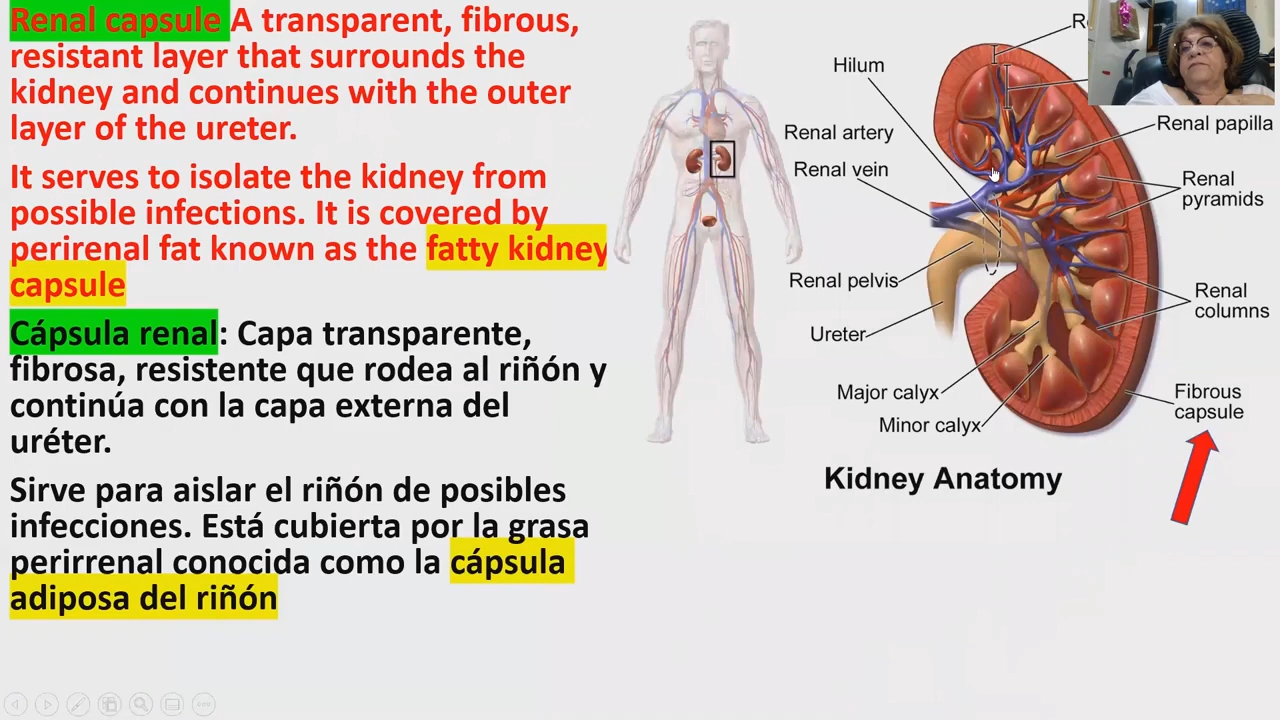 Renal capsule A transparent, fibrous,
resistant layer that surrounds the
kidney and continues with the outer
layer of the ureter.
It serves to isolate the kidney from
possible infections. It is covered by
perirenal fat known as the fatty kidney
capsule
Cápsula renal: Capa transparente,
fibrosa, resistente que rodea al riñón y
continúa con la capa externa del
uréter.
Sirve para aislar el riñón de posibles
infecciones. Está cubierta por la grasa
perirrenal conocida como la cápsula
adiposa del riñón
Hilum
Renal artery
Renal vein
Renal pelvis
Ureter
Major calyx
Minor calyx
Renal papilla
Renal
pyramids
Renal
columns
Fibrous
capsule
Kidney Anatomy